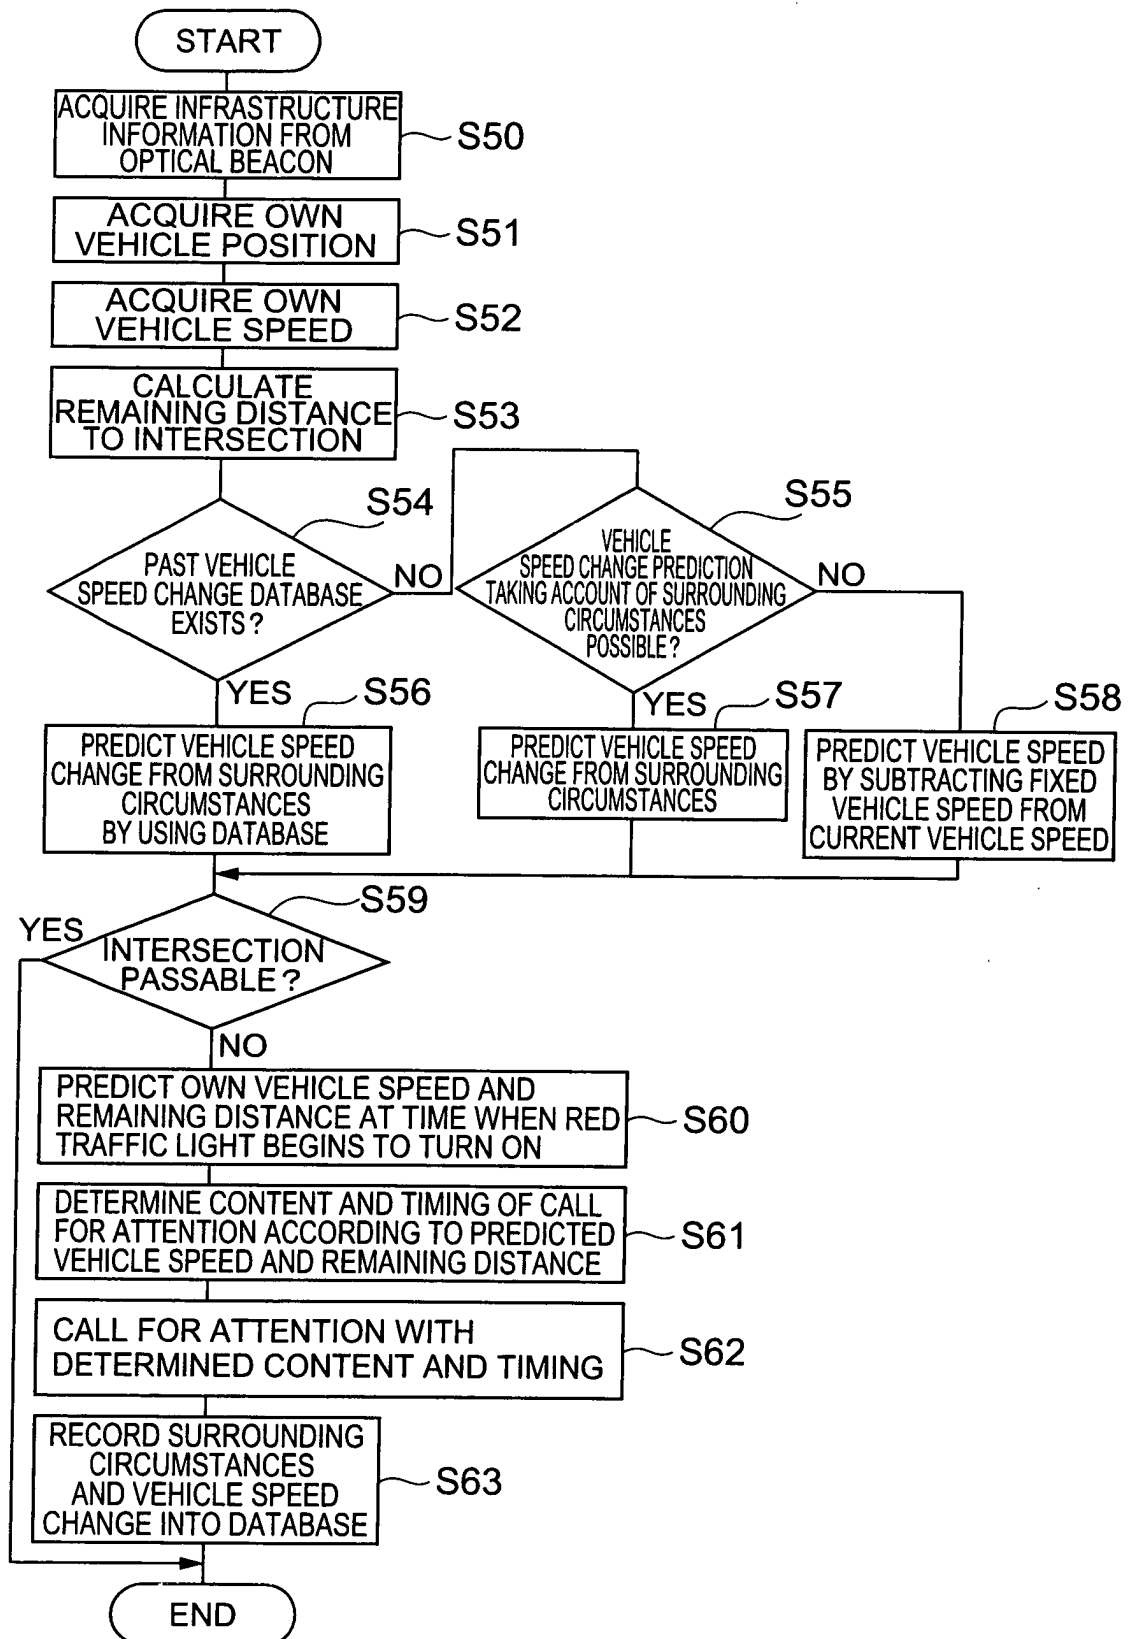 START
ACQUIRE INFRASTRUCTURE
INFORMATION FROM
OPTICAL BEACON
S50
ACQUIRE OWN
VEHICLE POSITION
S51
ACQUIRE OWN
VEHICLE SPEED
S52
CALCULATE
REMAINING DISTANCE
TO INTERSECTION
S53
S54
PAST VEHICLE
SPEED CHANGE DATABASE
EXISTS?
NO
YES
S55
VEHICLE
SPEED CHANGE PREDICTION
TAKING ACCOUNT OF SURROUNDING
CIRCUMSTANCES
POSSIBLE?
NO
YES
S56
PREDICT VEHICLE SPEED
CHANGE FROM SURROUNDING
CIRCUMSTANCES
BY USING DATABASE
S57
PREDICT VEHICLE SPEED
CHANGE FROM SURROUNDING
CIRCUMSTANCES
S58
PREDICT VEHICLE SPEED
BY SUBTRACTING FIXED
VEHICLE SPEED FROM
CURRENT VEHICLE SPEED
S59
YES
INTERSECTION
PASSABLE?
NO
PREDICT OWN VEHICLE SPEED AND
REMAINING DISTANCE AT TIME WHEN RED
TRAFFIC LIGHT BEGINS TO TURN ON
S60
DETERMINE CONTENT AND TIMING OF CALL
FOR ATTENTION ACCORDING TO PREDICTED
VEHICLE SPEED AND REMAINING DISTANCE
S61
CALL FOR ATTENTION WITH
DETERMINED CONTENT AND TIMING
S62
RECORD SURROUNDING
CIRCUMSTANCES
AND VEHICLE SPEED
CHANGE INTO DATABASE
S63
END